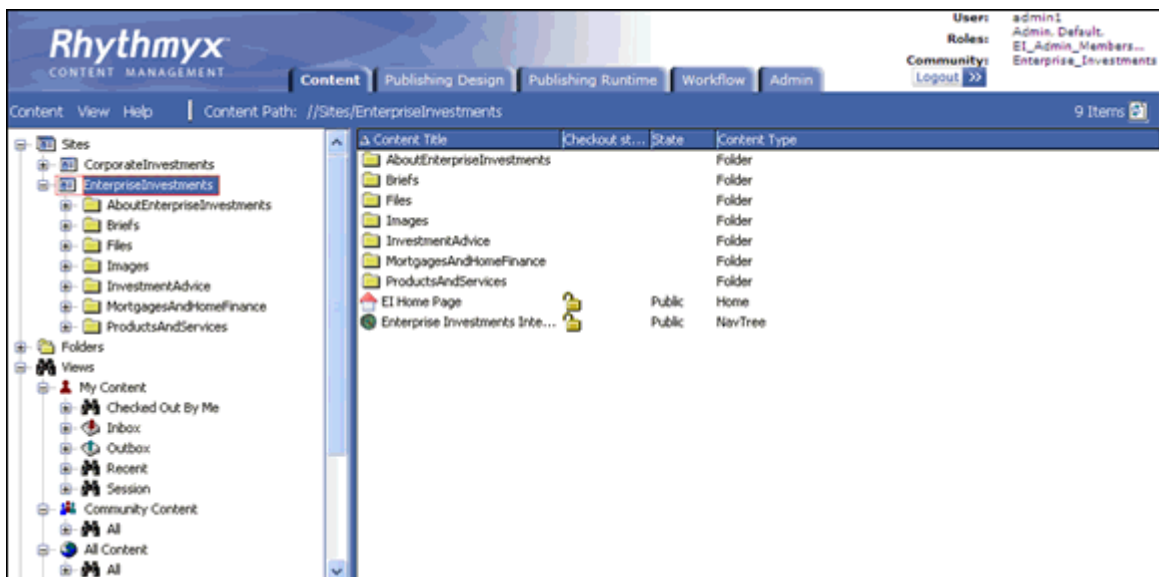 Rhythmyx
CONTENT MANAGEMENT
User: admin1
Roles: Admin, Default,
EI_Admin_Members...
Community: Enterprise_Investments
Logout >>
Content Publishing Design Publishing Runtime Workflow Admin
Content View Help Content Path: //Sites/EnterpriseInvestments 9 Items
Sites
CorporateInvestments
EnterpriseInvestments
AboutEnterpriseInvestments
Briefs
Files
Images
InvestmentAdvice
MortgagesAndHomeFinance
ProductsAndServices
Folders
Views
My Content
Checked Out By Me
Inbox
Outbox
Recent
Session
Community Content
All
All Content
All
Content Title Checkout st... State Content Type
AboutEnterpriseInvestments Folder
Briefs Folder
Files Folder
Images Folder
InvestmentAdvice Folder
MortgagesAndHomeFinance Folder
ProductsAndServices Folder
EI Home Page Public Home
Enterprise Investments Inte... Public NavTree